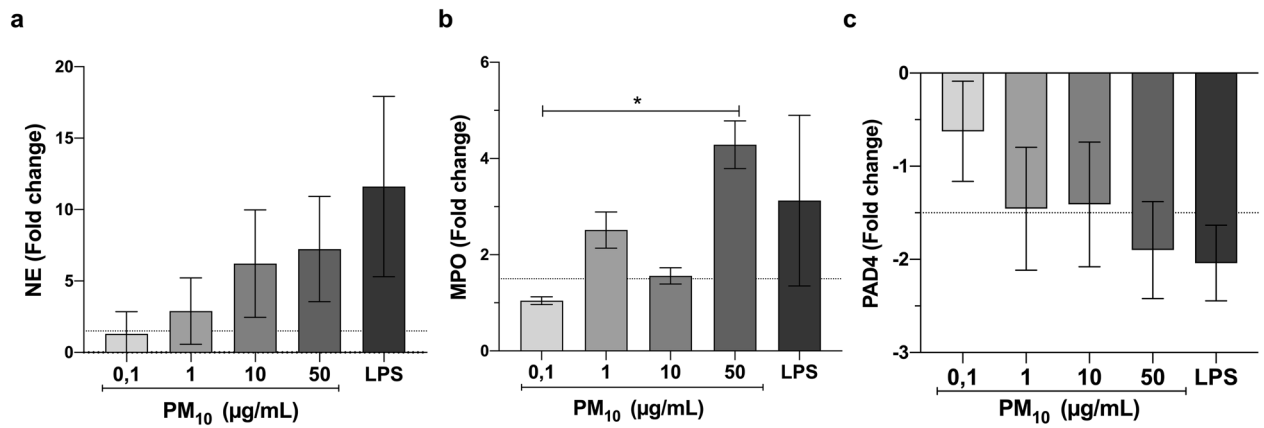 a
NE (Fold change)
20
15
10
5
0
0,1 1 10 50 LPS
PM10 (µg/mL)
b
MPO (Fold change)
6
4
2
0
*
0,1 1 10 50 LPS
PM10 (µg/mL)
c
PAD4 (Fold change)
0
-1
-2
-3
0,1 1 10 50 LPS
PM10 (µg/mL)